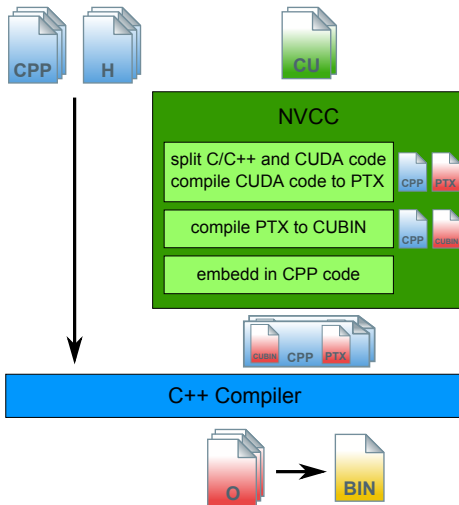 CPP
H
CU
NVCC
split C/C++ and CUDA code
compile CUDA code to PTX
CPP
PTX
compile PTX to CUBIN
CPP
CUBIN
embedd in CPP code
CUBIN
CPP
PTX
C++ Compiler
O
BIN